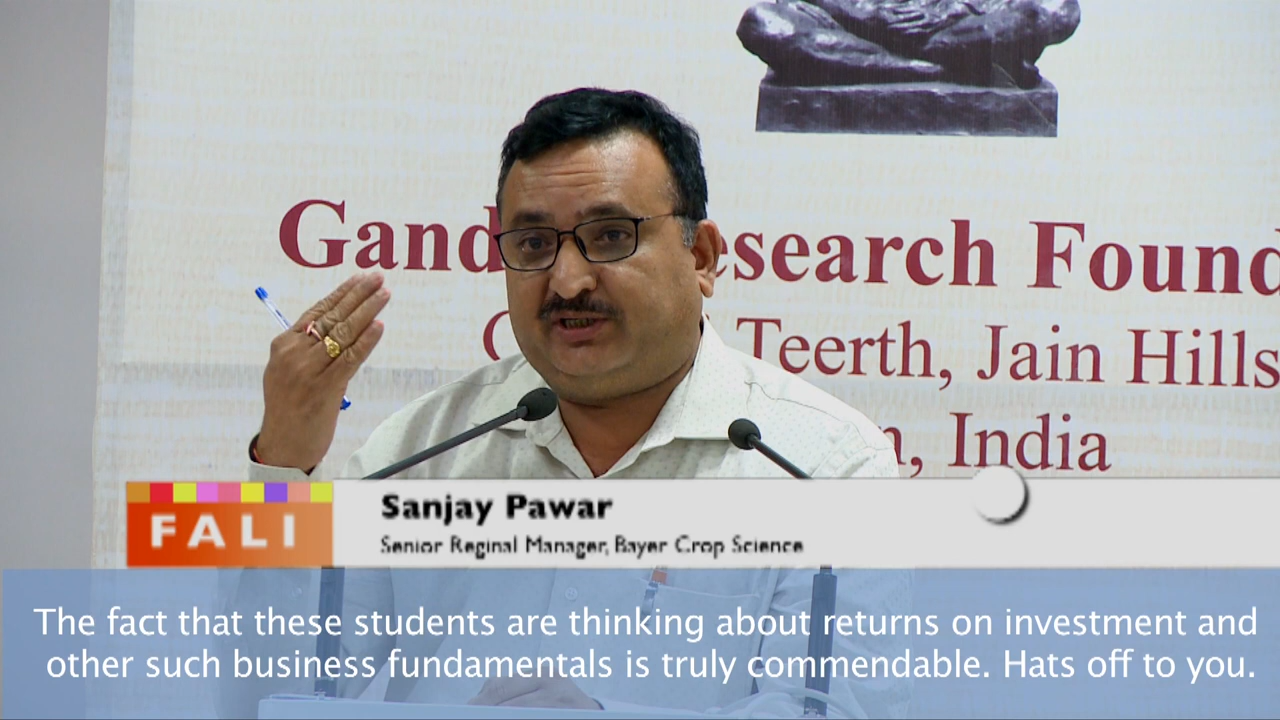 Gand esearch Found
Teerth, Jain Hills
India
FALI
Sanjay Pawar
Senior Reginal Manager, Bayer Crop Science
The fact that these students are thinking about returns on investment and
other such business fundamentals is truly commendable. Hats off to you.